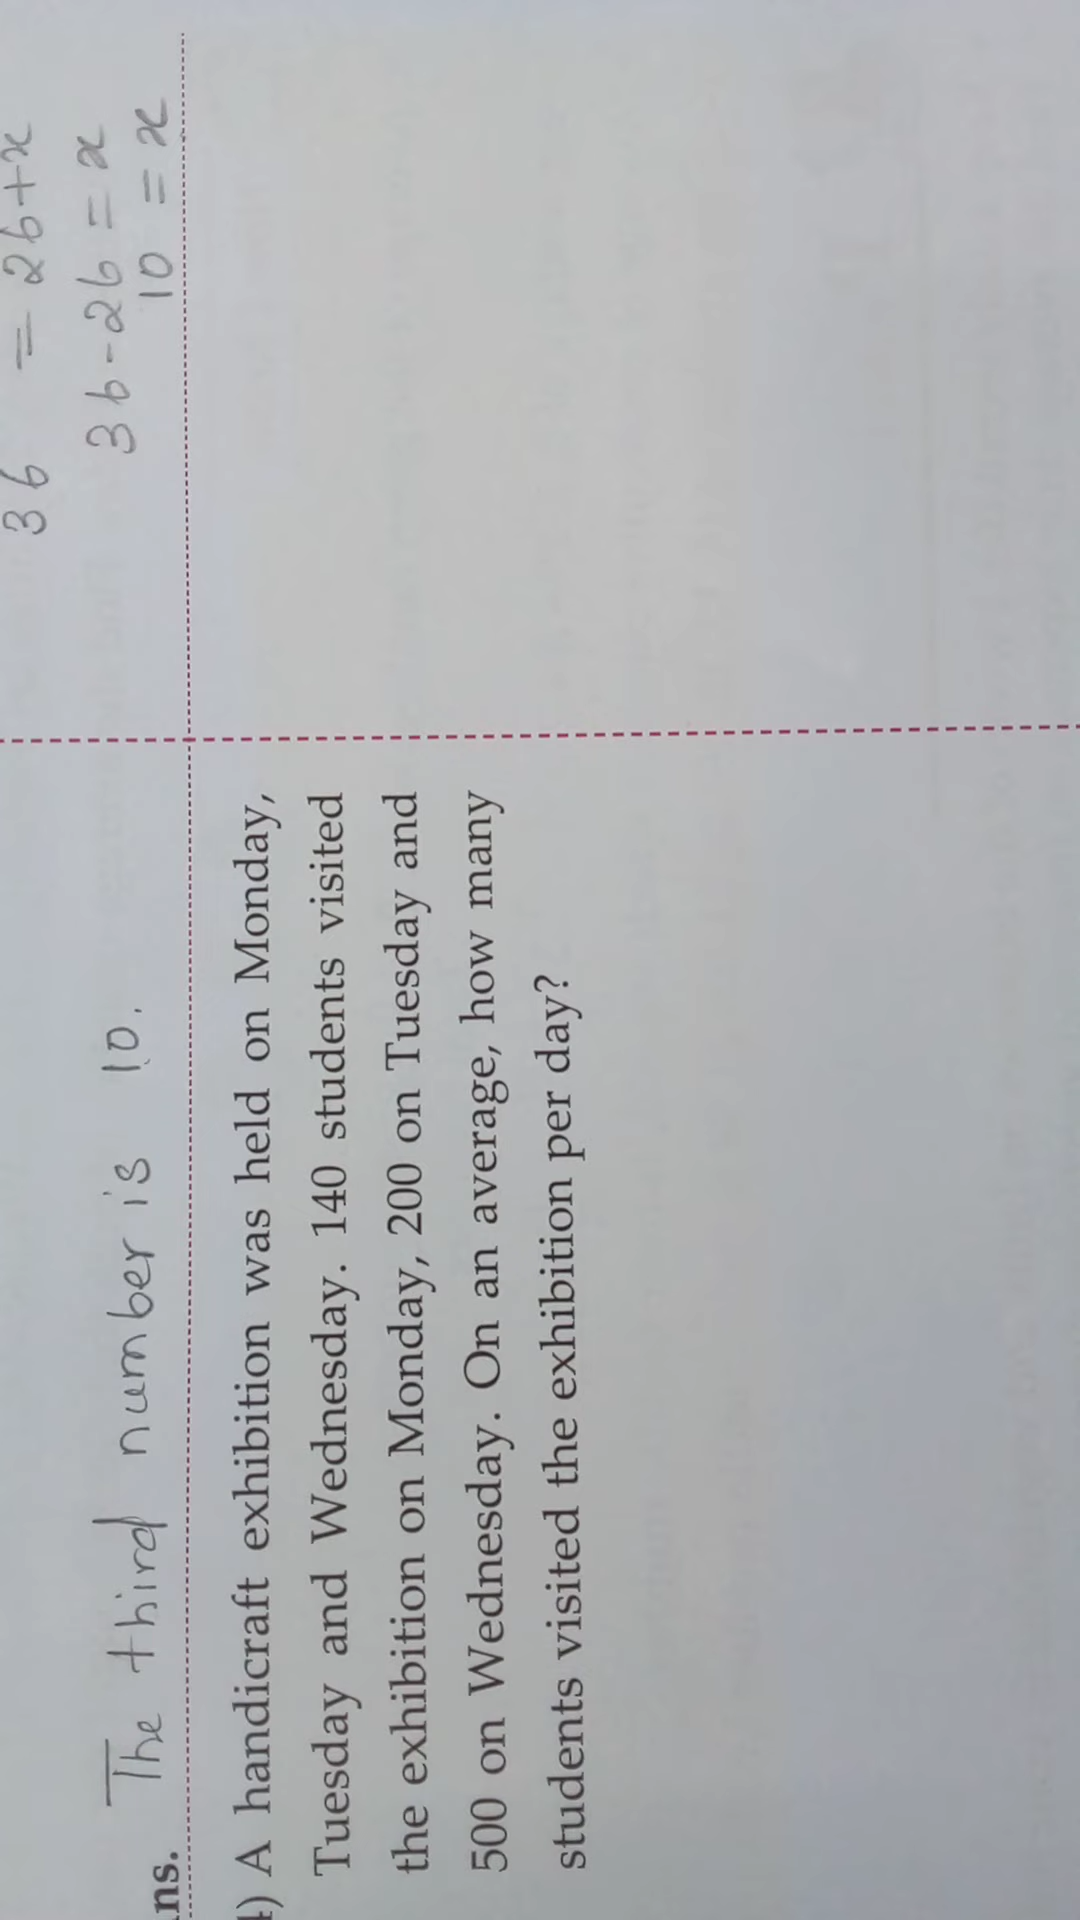 36 = 26+x
36-26 = x
10 = x
The third number is 10.
ns.
4) A handicraft exhibition was held on Monday,
Tuesday and Wednesday. 140 students visited
the exhibition on Monday, 200 on Tuesday and
500 on Wednesday. On an average, how many
students visited the exhibition per day?